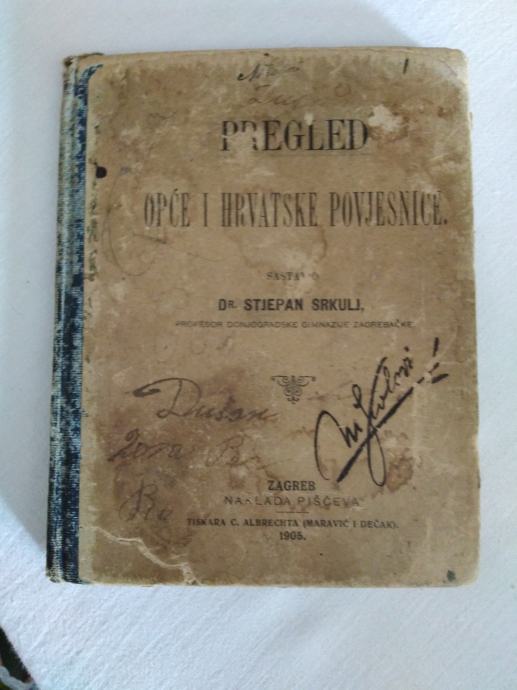 PREGLED
OPĆE I HRVATSKE POVJESNICE.
SASTAVIO
DR. STJEPAN SRKULJ,
PROFESOR DONJOGRADSKE GIMNAZIJE ZAGREBAČKE.
Dušan
ZAGREB
NAKLADA PIŠČEVA
TISKARA C. ALBRECHTA (MARAVIĆ I DEČAK).
1905.